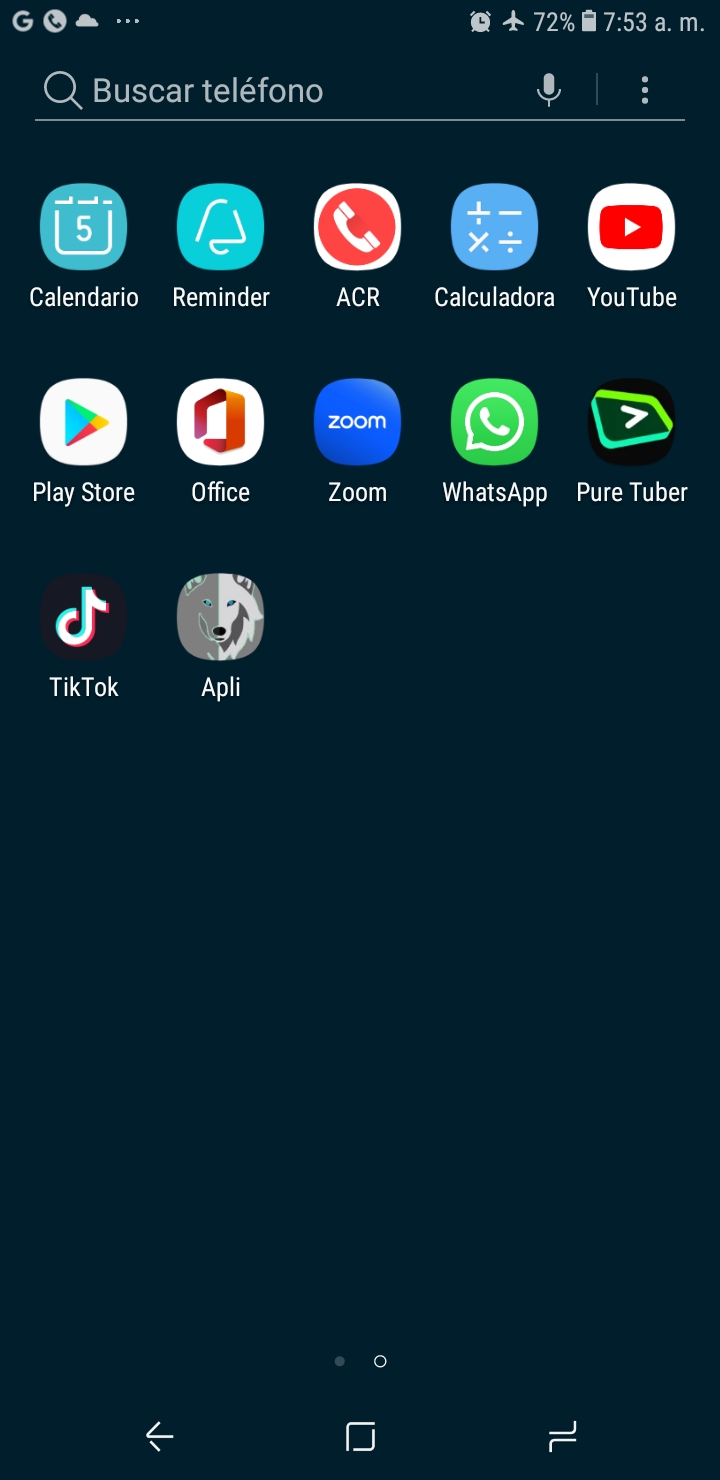 72% 7:53 a. m.
Buscar teléfono
5
Calendario Reminder ACR Calculadora YouTube
zoom
Play Store Office Zoom WhatsApp Pure Tuber
TikTok Apli